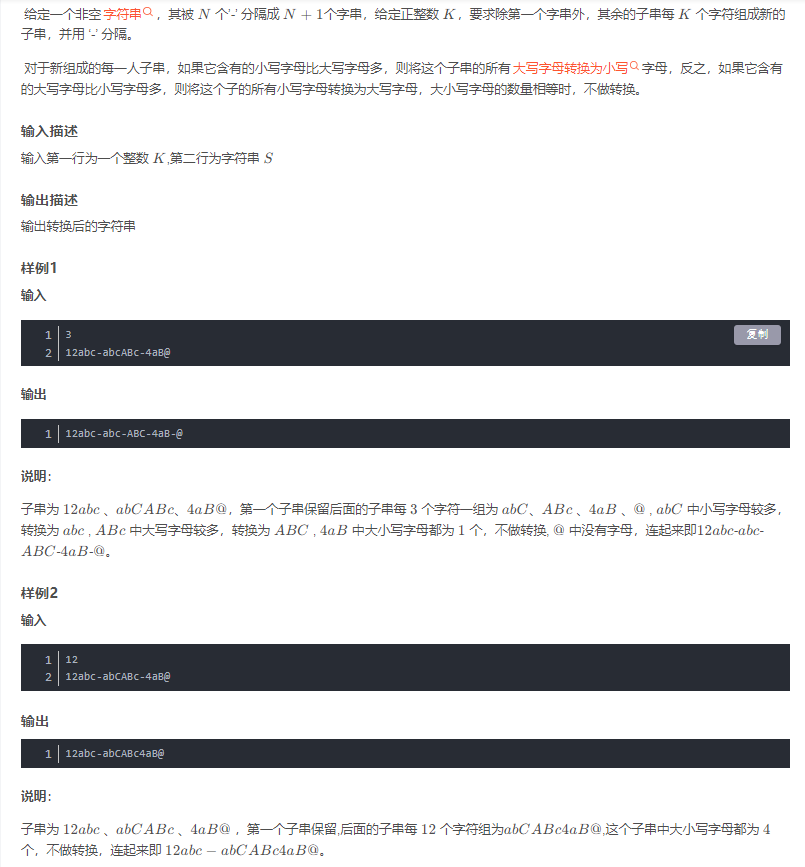 给定一个非空字符串，其被 N 个'-' 分隔成 N + 1个字串，给定正整数 K，要求除第一个字串外，其余的子串每 K 个字符组成新的
子串，并用 '-' 分隔。
对于新组成的每一人子串，如果它含有的小写字母比大写字母多，则将这个子串的所有大写字母转换为小写字母，反之，如果它含有
的大写字母比小写字母多，则将这个子的所有小写字母转换为大写字母，大小写字母的数量相等时，不做转换。
输入描述
输入第一行为一个整数 K ,第二行为字符串 S
输出描述
输出转换后的字符串
样例1
输入
1 3
复制
2 12abc-abcABc-4aB@
输出
1 12abc-abc-ABC-4aB-@
说明：
子串为 12abc 、abCABc、4aB@，第一个子串保留后面的子串每 3 个字符一组为 abC、ABc 、4aB 、@ , abC 中小写字母较多，
转换为 abc , ABc 中大写字母较多，转换为 ABC , 4aB 中大小写字母都为 1 个，不做转换, @ 中没有字母，连起来即12abc-abc-
ABC-4aB-@。
样例2
输入
1 12
2 12abc-abCABc-4aB@
输出
1 12abc-abCABc4aB@
说明：
子串为 12abc 、abCABc 、4aB@ ，第一个子串保留,后面的子串每 12 个字符组为abCABc4aB@,这个子串中大小写字母都为 4
个，不做转换，连起来即 12abc − abCABc4aB@。